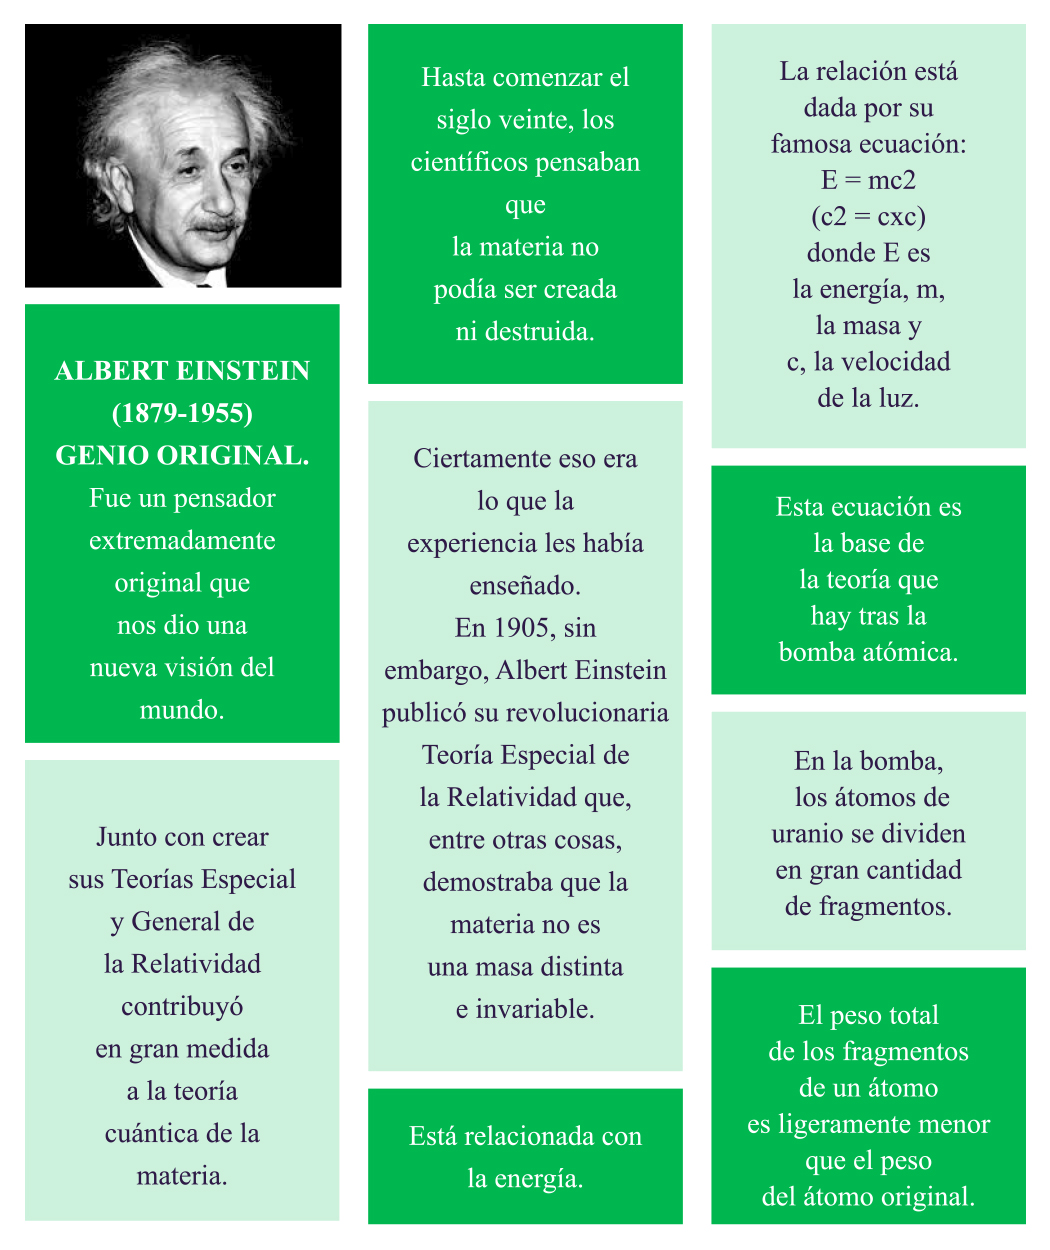 ALBERT EINSTEIN
(1879-1955)
GENIO ORIGINAL.
Fue un pensador
extremadamente
original que
nos dio una
nueva visión del
mundo.
Junto con crear
sus Teorías Especial
y General de
la Relatividad
contribuyó
en gran medida
a la teoría
cuántica de la
materia.
Hasta comenzar el
siglo veinte, los
científicos pensaban
que
la materia no
podía ser creada
ni destruida.
Ciertamente eso era
lo que la
experiencia les había
enseñado.
En 1905, sin
embargo, Albert Einstein
publicó su revolucionaria
Teoría Especial de
la Relatividad que,
entre otras cosas,
demostraba que la
materia no es
una masa distinta
e invariable.
Está relacionada con
la energía.
La relación está
dada por su
famosa ecuación:
E = mc2
(c2 = cxc)
donde E es
la energía, m,
la masa y
c, la velocidad
de la luz.
Esta ecuación es
la base de
la teoría que
hay tras la
bomba atómica.
En la bomba,
los átomos de
uranio se dividen
en gran cantidad
de fragmentos.
El peso total
de los fragmentos
de un átomo
es ligeramente menor
que el peso
del átomo original.